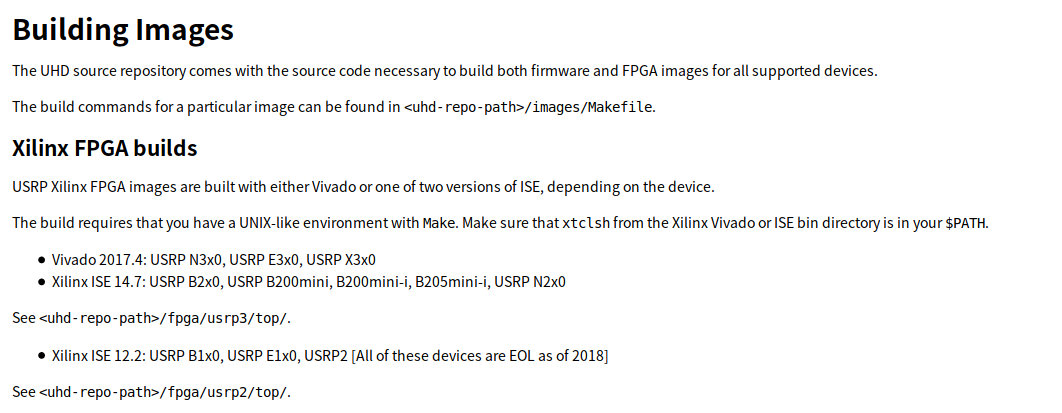 Building Images
The UHD source repository comes with the source code necessary to build both firmware and FPGA images for all supported devices.
The build commands for a particular image can be found in <uhd-repo-path>/images/Makefile.
Xilinx FPGA builds
USRP Xilinx FPGA images are built with either Vivado or one of two versions of ISE, depending on the device.
The build requires that you have a UNIX-like environment with Make. Make sure that xtclsh from the Xilinx Vivado or ISE bin directory is in your $PATH.
● Vivado 2017.4: USRP N3x0, USRP E3x0, USRP X3x0
● Xilinx ISE 14.7: USRP B2x0, USRP B200mini, B200mini-i, B205mini-i, USRP N2x0
See <uhd-repo-path>/fpga/usrp3/top/.
● Xilinx ISE 12.2: USRP B1x0, USRP E1x0, USRP2 [All of these devices are EOL as of 2018]
See <uhd-repo-path>/fpga/usrp2/top/.